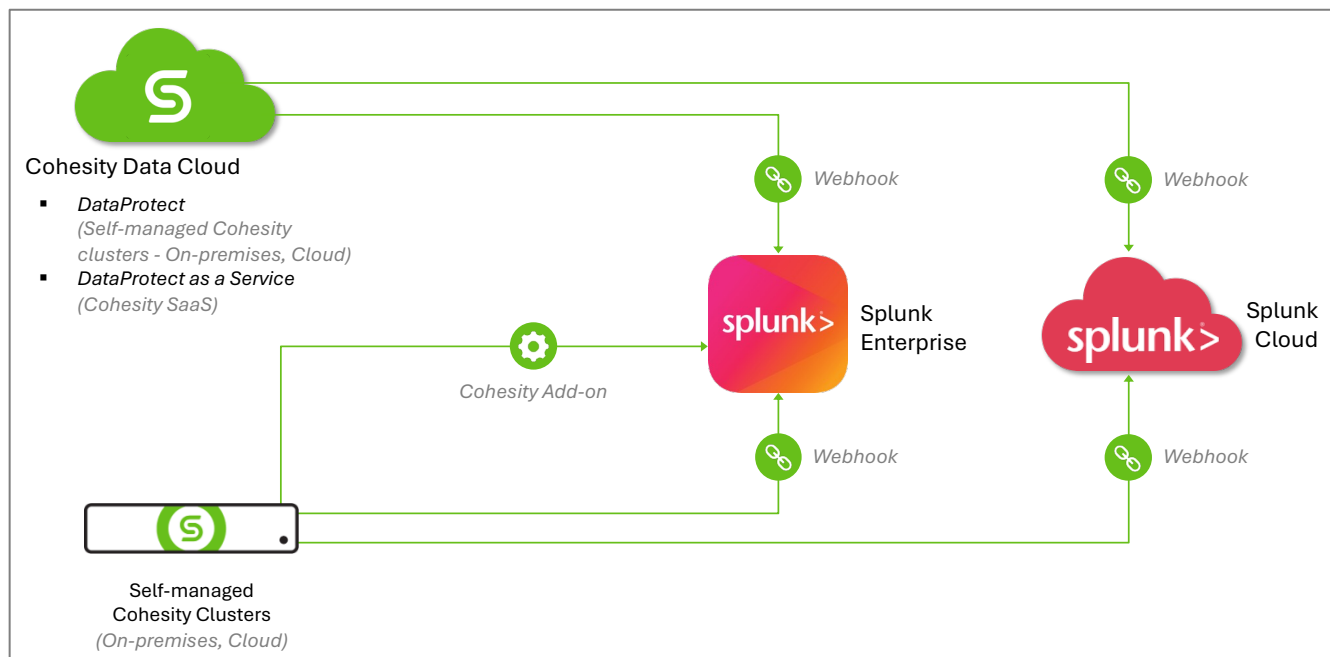 Cohesity Data Cloud
▪ DataProtect
(Self-managed Cohesity
clusters - On-premises, Cloud)
▪ DataProtect as a Service
(Cohesity SaaS)
Webhook
Webhook
splunk>
Splunk
Enterprise
splunk>
Splunk
Cloud
Cohesity Add-on
Webhook
Webhook
Self-managed
Cohesity Clusters
(On-premises, Cloud)